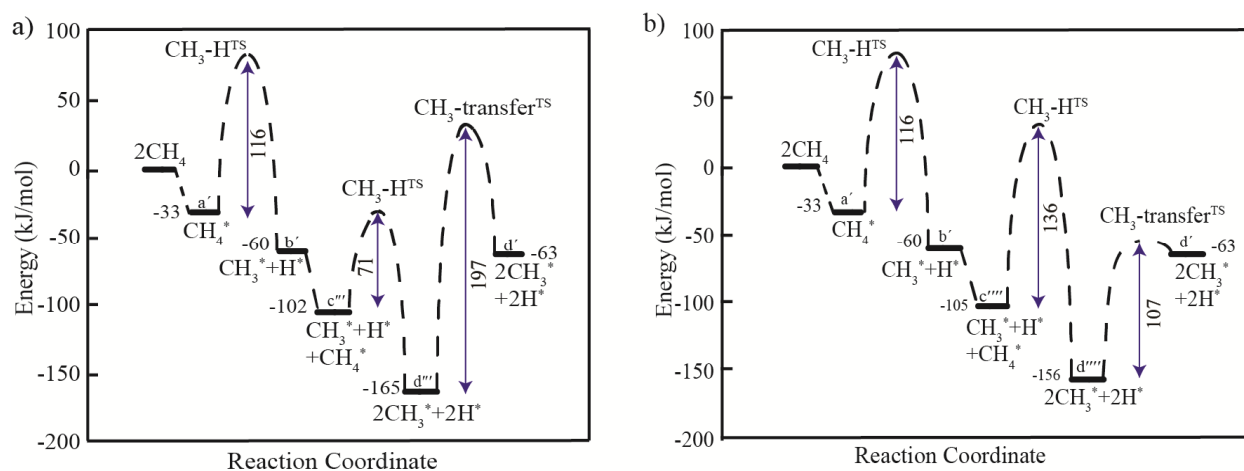 a)
Energy (kJ/mol)
100
50
0
-50
-100
-150
-200
2CH₄
-33
a′
CH₄*
CH₃-Hᵀˢ
116
-60
b′
CH₃*+H*
-102
c‴
CH₃*+H*
+CH₄*
CH₃-Hᵀˢ
71
-165
d‴
2CH₃*+2H*
CH₃-transferᵀˢ
197
d′
-63
2CH₃*
+2H*
Reaction Coordinate
b)
Energy (kJ/mol)
100
50
0
-50
-100
-150
-200
2CH₄
-33
a′
CH₄*
CH₃-Hᵀˢ
116
-60
b′
CH₃*+H*
-105
c′′′′
CH₃*+H*
+CH₄*
CH₃-Hᵀˢ
136
-156
d′′′′
2CH₃*+2H*
CH₃-transferᵀˢ
107
d′
-63
2CH₃*
+2H*
Reaction Coordinate